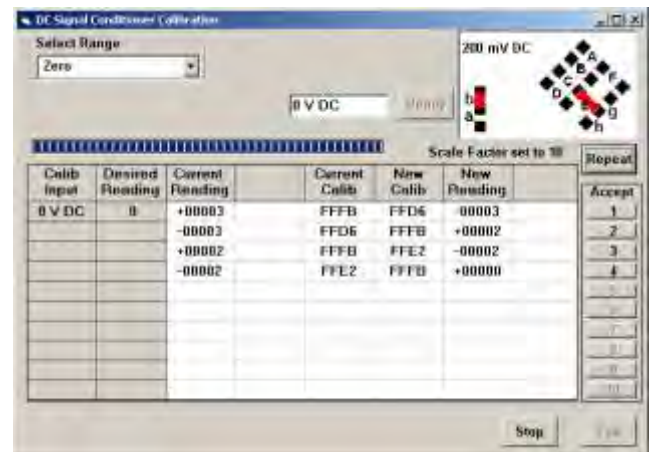 DC Signal Conditioner Calibration
Select Range
Zero
200 mV DC
0 V DC
Ready
A
B
C
D
E
F
g
h
b
a
Scale Factor set to 10
Repeat
Calib Input Desired Reading Current Reading Current Calib New Calib New Reading
Accept
0 V DC 0 +00003 FFFB FFD6 -00003 1
-00003 FFD6 FFFB +00002 2
+00002 FFFB FFE2 -00002 3
-00002 FFE2 FFFB +00000 4
10
Stop